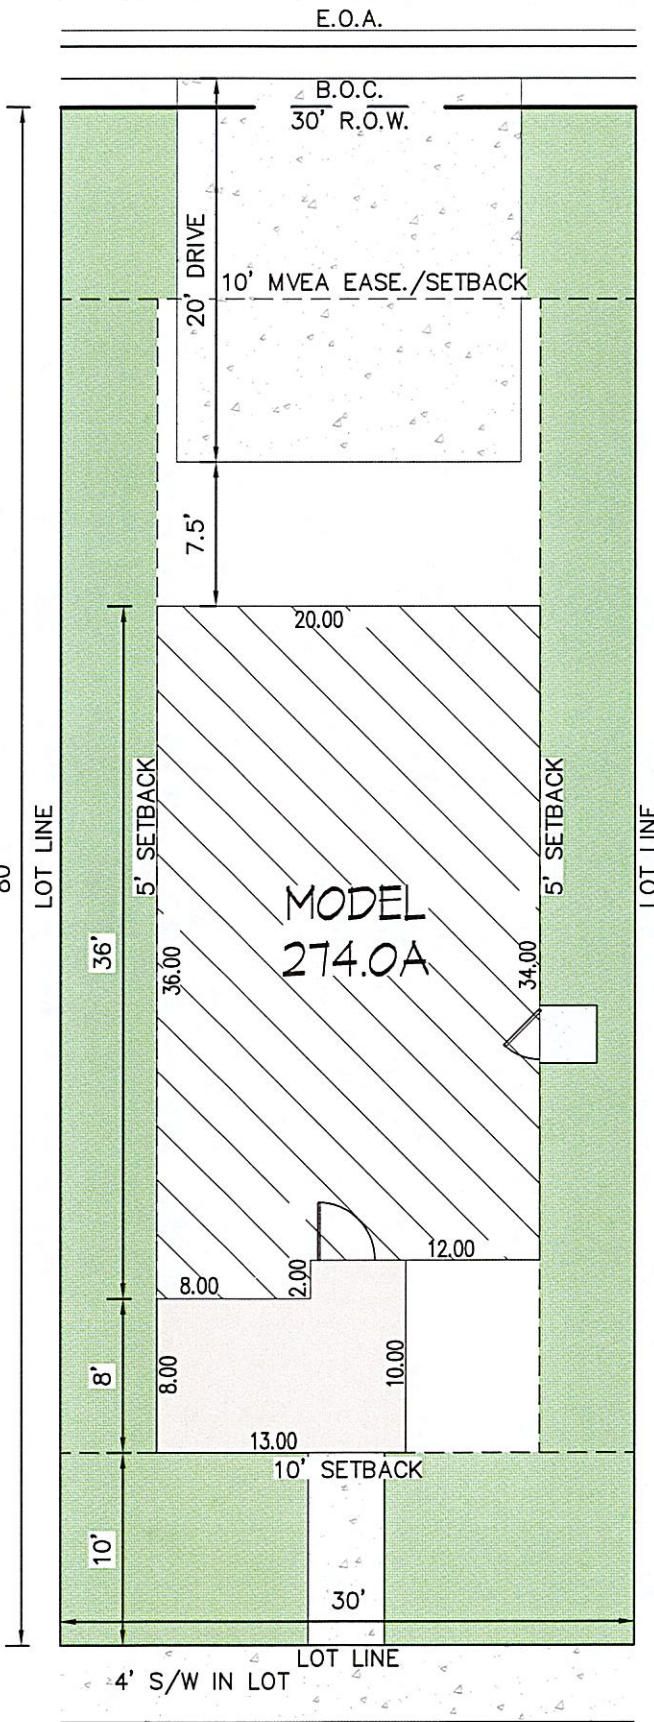 E.O.A.
B.O.C.
30' R.O.W.
20' DRIVE
10' MVEA EASE./SETBACK
7.5'
20.00
5' SETBACK
5' SETBACK
LOT LINE
LOT LINE
MODEL
274.0A
36'
36.00
34.00
12.00
2.00
8.00
8'
8.00
10.00
13.00
10' SETBACK
10'
30'
LOT LINE
4' S/W IN LOT